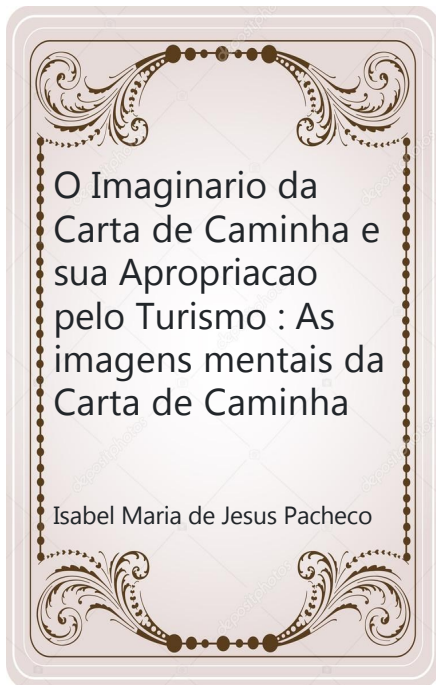 O Imaginario da
Carta de Caminha e
sua Apropriacao
pelo Turismo : As
imagens mentais da
Carta de Caminha
Isabel Maria de Jesus Pacheco